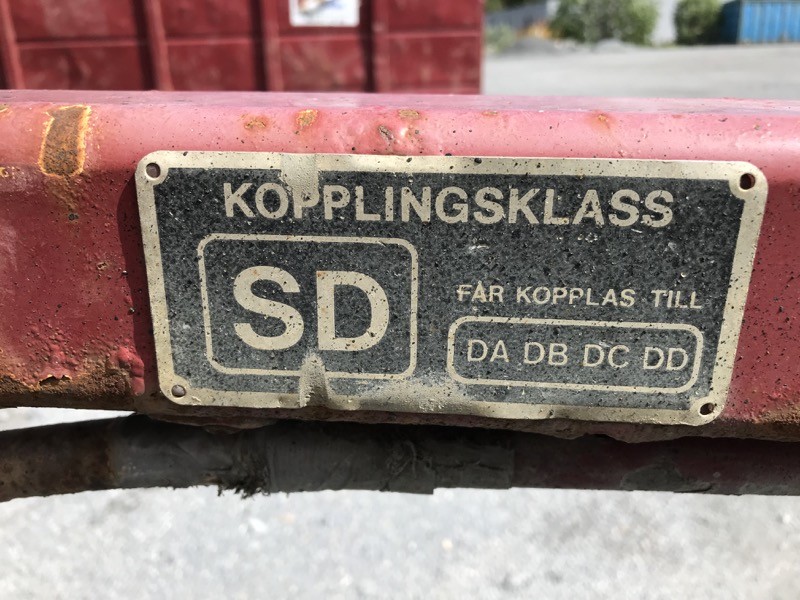 KOPPLINGSKLASS
SD
FÅR KOPPLAS TILL
DA DB DC DD